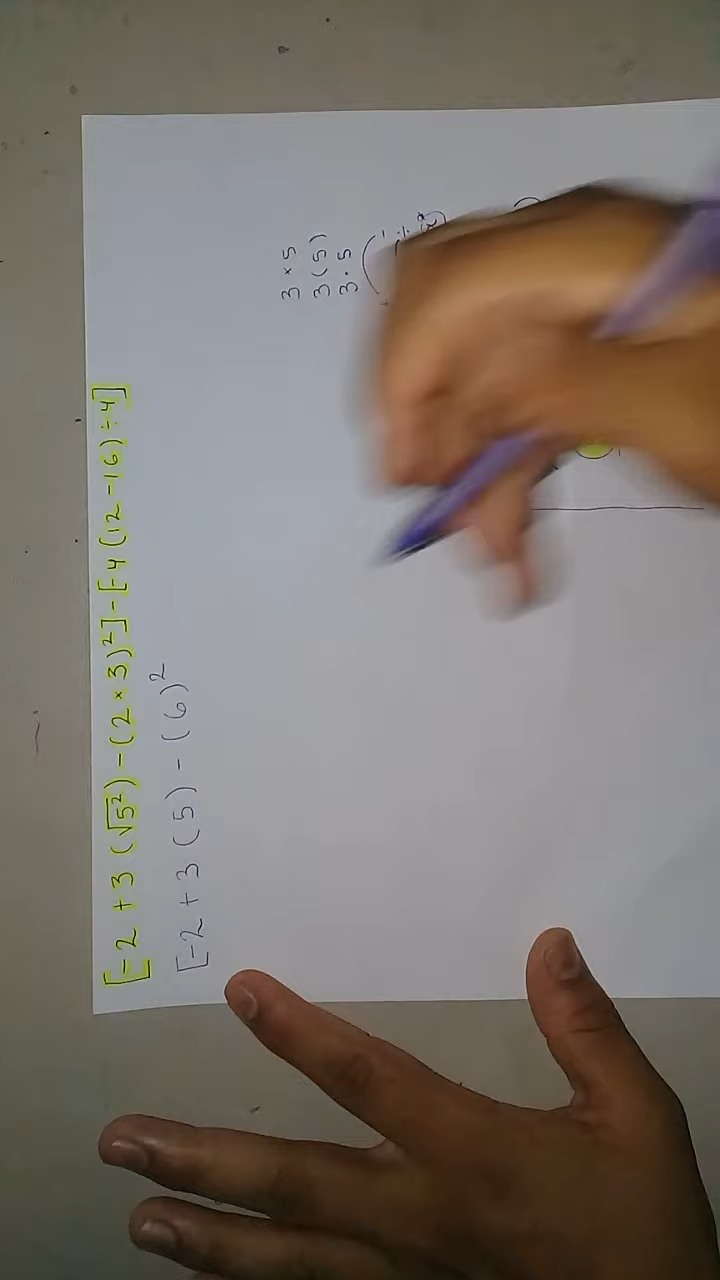 [-2 + 3 (√5²) - (2 × 3)²] - [-4 (12 - 16) ÷ 4]
[-2 + 3 (5) - (6)²
3 × 5
3 (5)
3 · 5